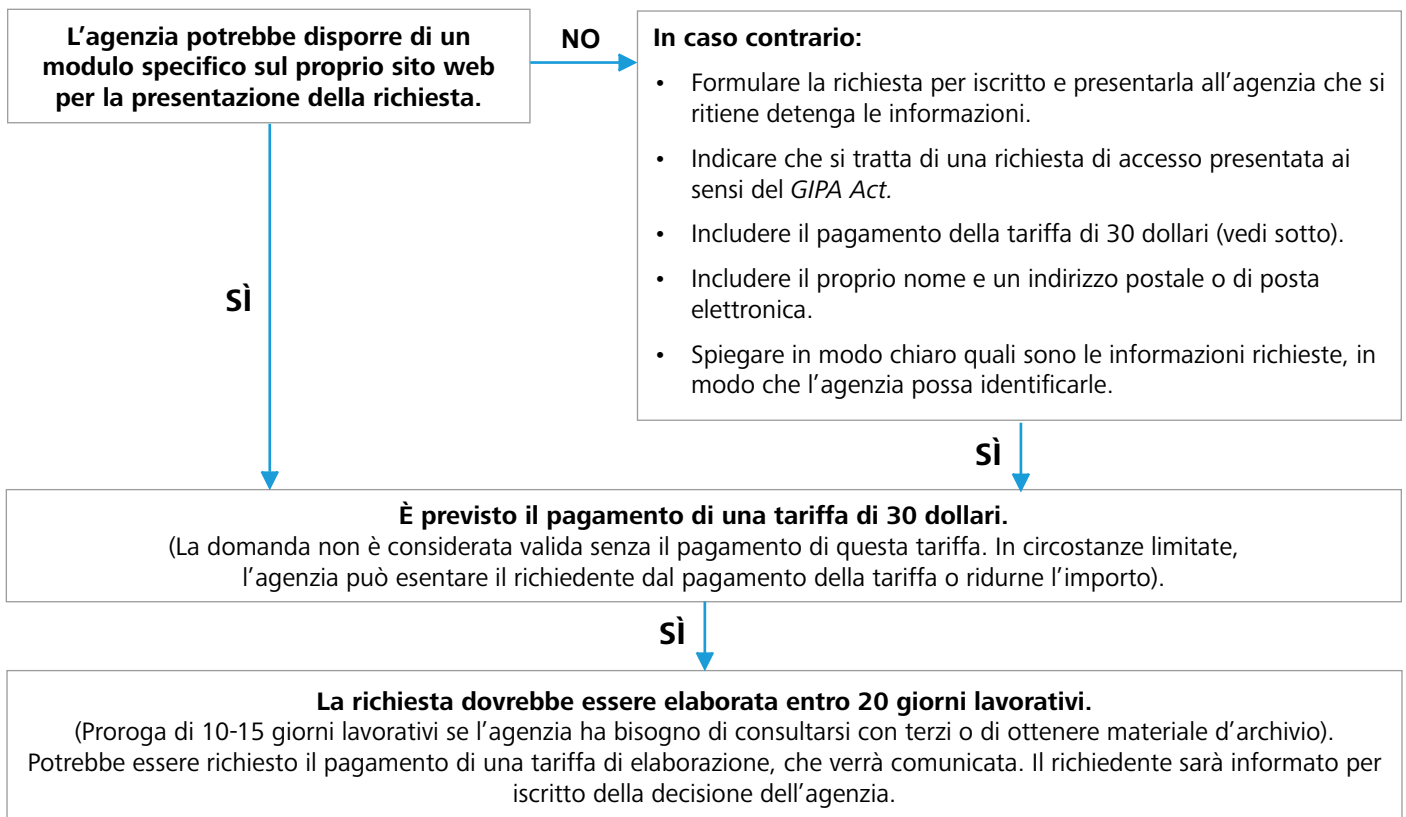 L’agenzia potrebbe disporre di un
modulo specifico sul proprio sito web
per la presentazione della richiesta.
NO
In caso contrario:
• Formulare la richiesta per iscritto e presentarla all’agenzia che si
ritiene detenga le informazioni.
• Indicare che si tratta di una richiesta di accesso presentata ai
sensi del GIPA Act.
• Includere il pagamento della tariffa di 30 dollari (vedi sotto).
• Includere il proprio nome e un indirizzo postale o di posta
elettronica.
• Spiegare in modo chiaro quali sono le informazioni richieste, in
modo che l’agenzia possa identificarle.
SÌ
SÌ
È previsto il pagamento di una tariffa di 30 dollari.
(La domanda non è considerata valida senza il pagamento di questa tariffa. In circostanze limitate,
l’agenzia può esentare il richiedente dal pagamento della tariffa o ridurne l’importo).
SÌ
La richiesta dovrebbe essere elaborata entro 20 giorni lavorativi.
(Proroga di 10-15 giorni lavorativi se l’agenzia ha bisogno di consultarsi con terzi o di ottenere materiale d’archivio).
Potrebbe essere richiesto il pagamento di una tariffa di elaborazione, che verrà comunicata. Il richiedente sarà informato per
iscritto della decisione dell’agenzia.